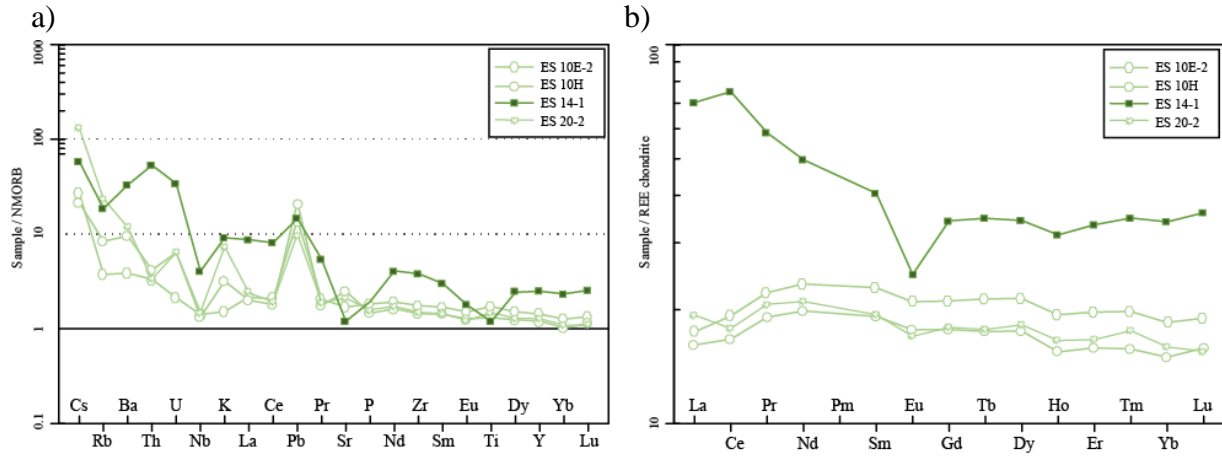 a)
1000
100
10
1
0.1
Sample / NMORB
ES 10E-2
ES 10H
ES 14-1
ES 20-2
Cs Ba U K Ce Pr P Zr Eu Dy Yb
Rb Th Nb La Pb Sr Nd Sm Ti Y Lu
b)
100
10
Sample / REE chondrite
ES 10E-2
ES 10H
ES 14-1
ES 20-2
La Pr Pm Eu Tb Ho Tm Lu
Ce Nd Sm Gd Dy Er Yb